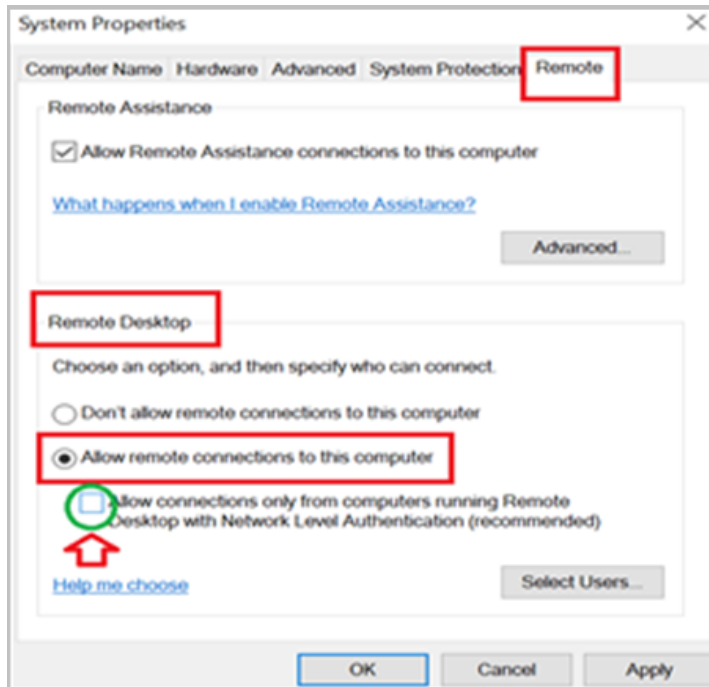 System Properties
Computer Name Hardware Advanced System Protection Remote
Remote Assistance
Allow Remote Assistance connections to this computer
What happens when I enable Remote Assistance?
Advanced...
Remote Desktop
Choose an option, and then specify who can connect.
Don't allow remote connections to this computer
Allow remote connections to this computer
Allow connections only from computers running Remote
Desktop with Network Level Authentication (recommended)
Help me choose
Select Users...
OK Cancel Apply